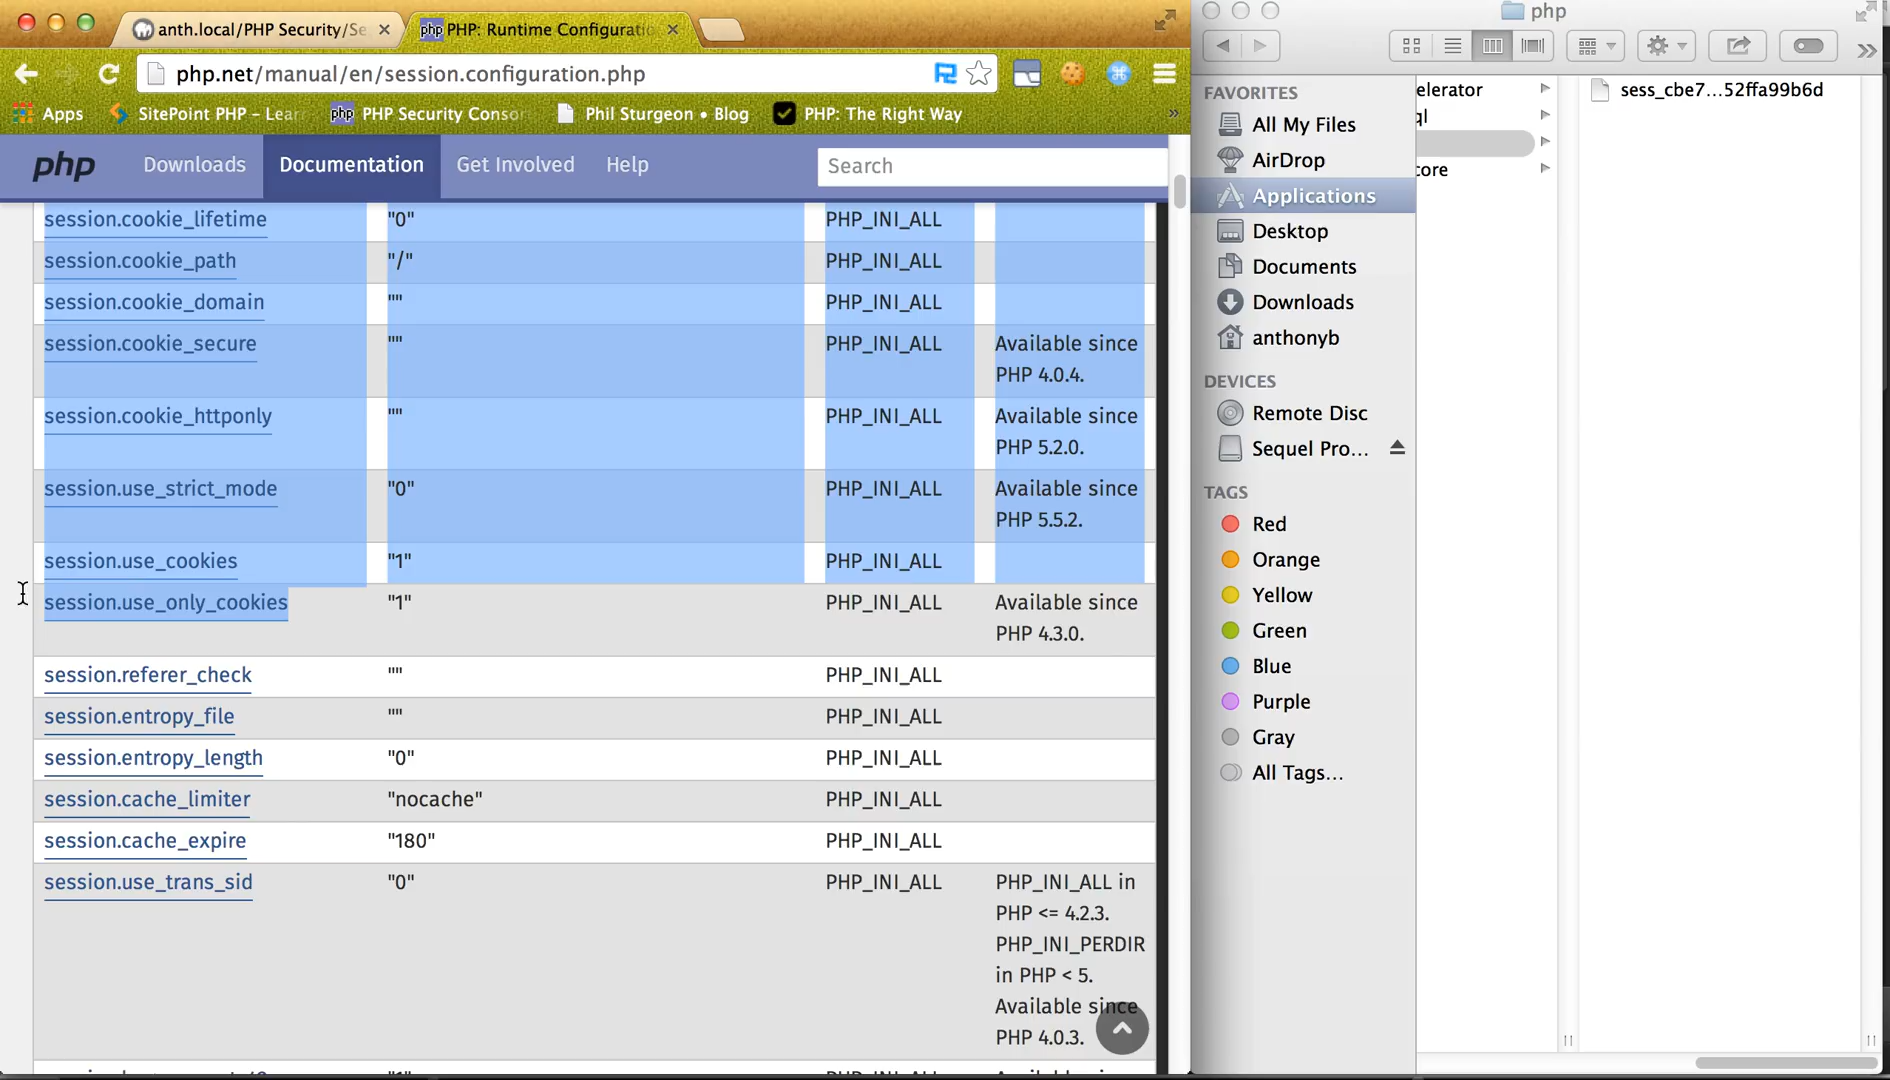 anth.local/PHP Security/Se
php PHP: Runtime Configurati
php.net/manual/en/session.configuration.php
Apps
SitePoint PHP – Lear
php PHP Security Consor
Phil Sturgeon • Blog
PHP: The Right Way
»
php
Downloads
Documentation
Get Involved
Help
Search
session.cookie_lifetime "0" PHP_INI_ALL
session.cookie_path "/" PHP_INI_ALL
session.cookie_domain "" PHP_INI_ALL
session.cookie_secure "" PHP_INI_ALL Available since
PHP 4.0.4.
session.cookie_httponly "" PHP_INI_ALL Available since
PHP 5.2.0.
session.use_strict_mode "0" PHP_INI_ALL Available since
PHP 5.5.2.
session.use_cookies "1" PHP_INI_ALL
session.use_only_cookies "1" PHP_INI_ALL Available since
PHP 4.3.0.
session.referer_check "" PHP_INI_ALL
session.entropy_file "" PHP_INI_ALL
session.entropy_length "0" PHP_INI_ALL
session.cache_limiter "nocache" PHP_INI_ALL
session.cache_expire "180" PHP_INI_ALL
session.use_trans_sid "0" PHP_INI_ALL PHP_INI_ALL in
PHP <= 4.2.3.
PHP_INI_PERDIR
in PHP < 5.
Available since
PHP 4.0.3.
php
FAVORITES
All My Files
AirDrop
Applications
Desktop
Documents
Downloads
anthonyb
DEVICES
Remote Disc
Sequel Pro...
TAGS
Red
Orange
Yellow
Green
Blue
Purple
Gray
All Tags...
elerator
ql
core
sess_cbe7...52ffa99b6d